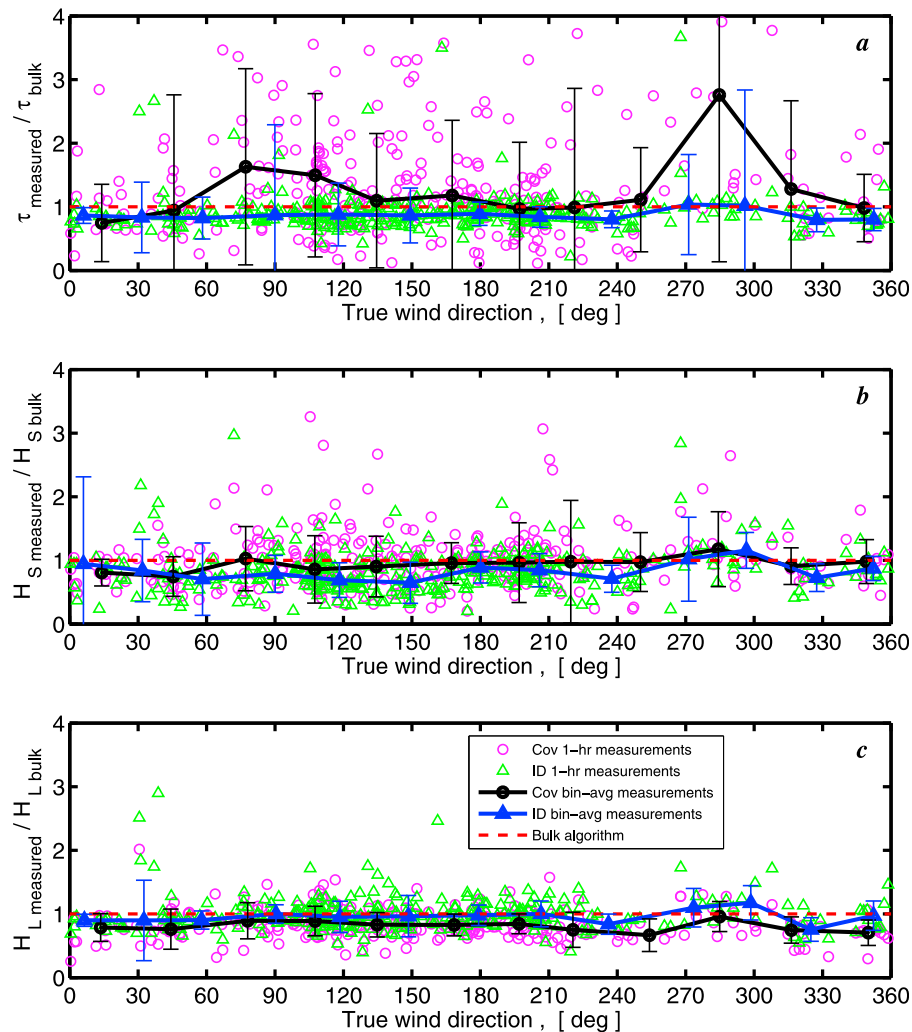 4
3
2
1
0
τ measured / τ bulk
a
0 30 60 90 120 150 180 210 240 270 300 330 360
True wind direction , [ deg ]
4
3
2
1
0
H S measured / H S bulk
b
0 30 60 90 120 150 180 210 240 270 300 330 360
True wind direction , [ deg ]
4
3
2
1
0
H L measured / H L bulk
c
Cov 1-hr measurements
ID 1-hr measurements
Cov bin-avg measurements
ID bin-avg measurements
Bulk algorithm
0 30 60 90 120 150 180 210 240 270 300 330 360
True wind direction , [ deg ]